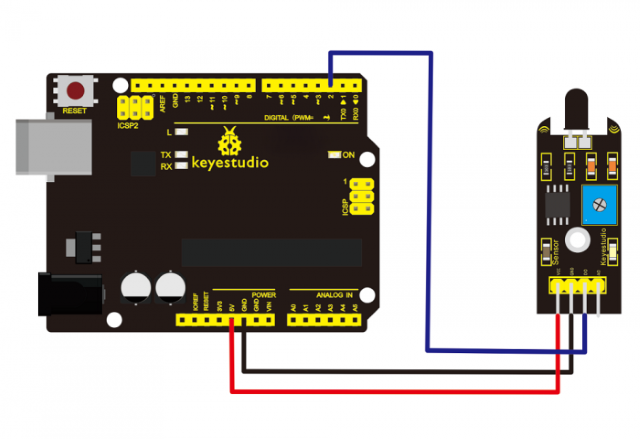 RESET
ICSP2
AREF
GND
13
12
~11
~10
~9
8
7
~6
~5
4
~3
2
TX0▶1
RX0◀0
DIGITAL (PWM=
L
TX
RX
ON
keyestudio
1
ICSP
POWER
ANALOG IN
IOREF
RESET
3V3
5V
GND
GND
VIN
A0
A1
A2
A3
A4
A5
Sensor
Keyestudio